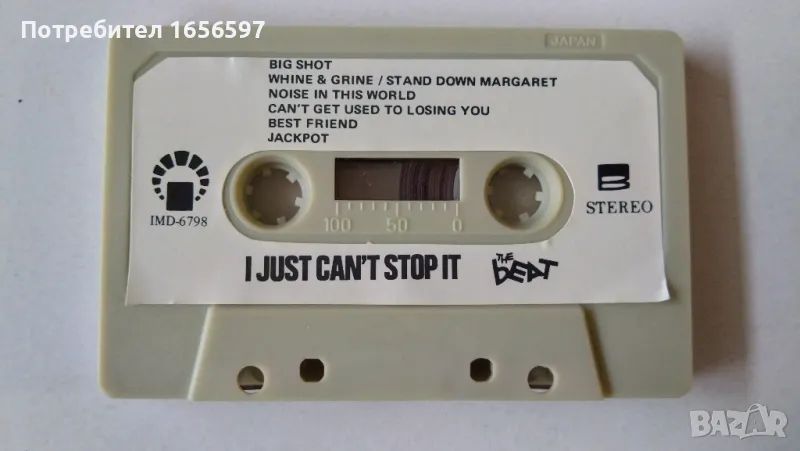 Потребител 1656597
JAPAN
BIG SHOT
WHINE & GRINE / STAND DOWN MARGARET
NOISE IN THIS WORLD
CAN'T GET USED TO LOSING YOU
BEST FRIEND
JACKPOT
IMD-6798
B
STEREO
100 50 0
I JUST CAN'T STOP IT THE BEAT
BAZAR